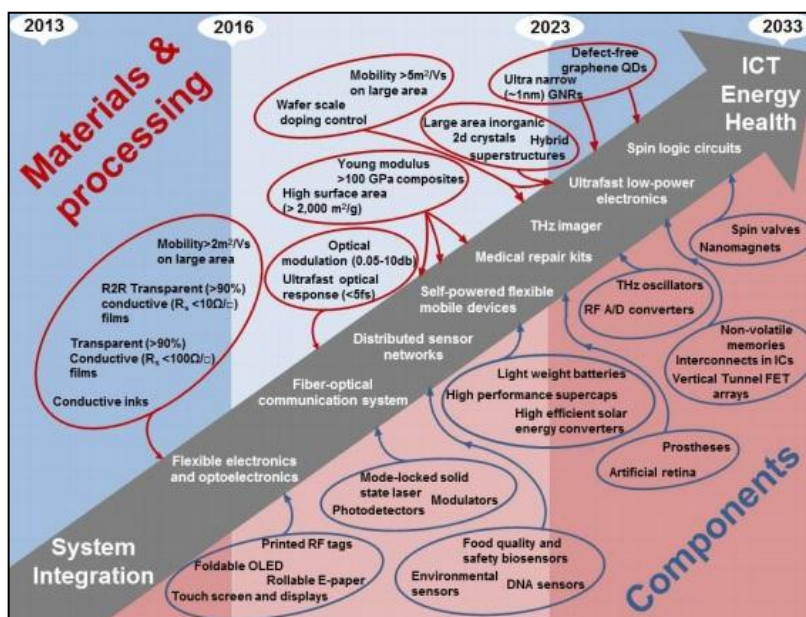 2013
2016
2023
2033
Materials &
processing
Defect-free
graphene QDs
Ultra narrow
(~1nm) GNRs
Mobility >5m²/Vs
on large area
Wafer scale
doping control
Large area inorganic
2d crystals
Hybrid
superstructures
Young modulus
>100 GPa composites
High surface area
(> 2,000 m²/g)
Optical
modulation (0.05-10db)
Ultrafast optical
response (<5fs)
Mobility>2m²/Vs
on large area
R2R Transparent (>90%)
conductive (Rₛ <10Ω/□)
films
Transparent (>90%)
Conductive (Rₛ <100Ω/□)
films
Conductive inks
ICT
Energy
Health
Spin logic circuits
Ultrafast low-power
electronics
THz imager
Medical repair kits
Self-powered flexible
mobile devices
Distributed sensor
networks
Fiber-optical
communication system
Flexible electronics
and optoelectronics
System
Integration
Spin valves
Nanomagnets
THz oscillators
RF A/D converters
Non-volatile
memories
Interconnects in ICs
Vertical Tunnel FET
arrays
Light weight batteries
High performance supercaps
High efficient solar
energy converters
Prostheses
Artificial retina
Mode-locked solid
state laser
Modulators
Photodetectors
Food quality and
safety biosensors
Environmental
sensors
DNA sensors
Printed RF tags
Foldable OLED
Rollable E-paper
Touch screen and displays
Components